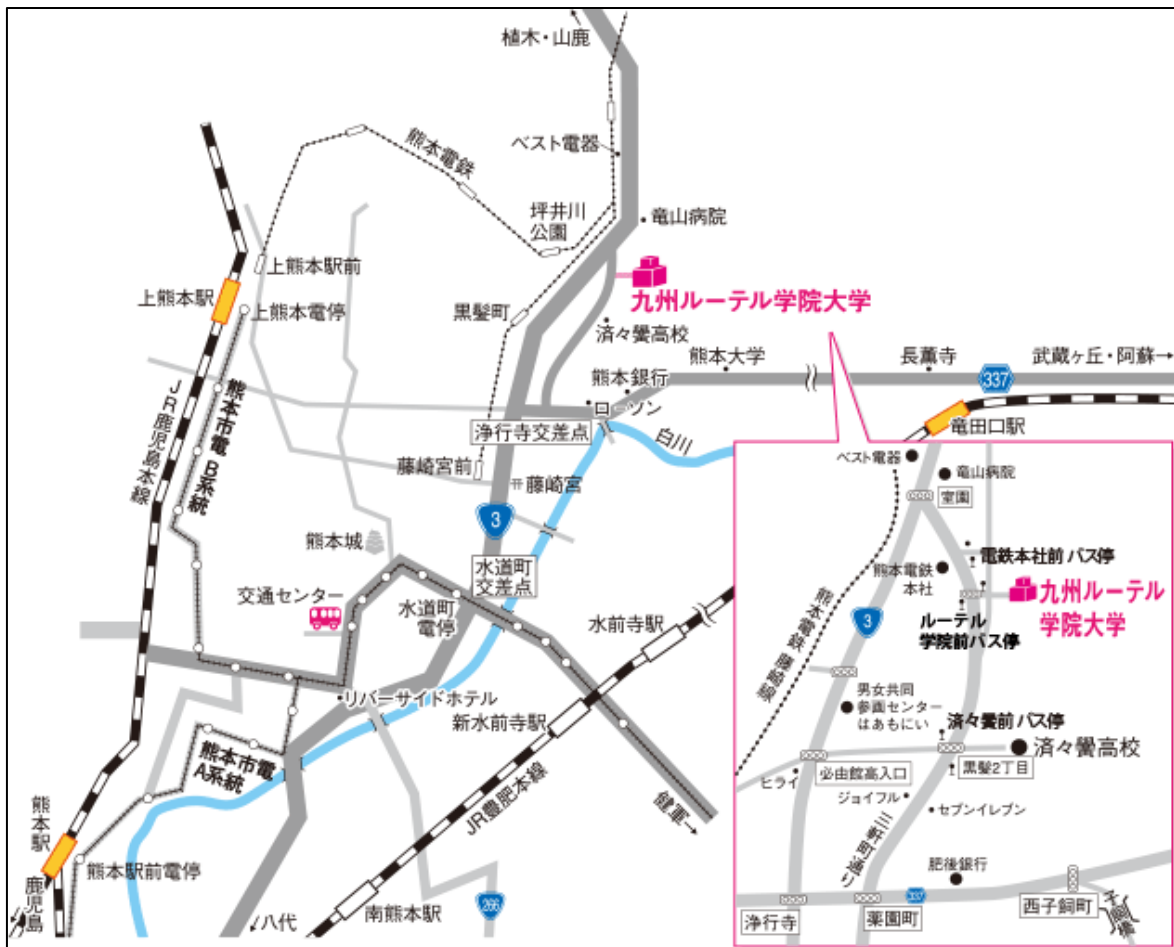 植木・山鹿
ベスト電器
熊本電鉄
坪井川
公園
竜山病院
上熊本駅前
上熊本駅
上熊本電停
九州ルーテル学院大学
黒髪町
済々黌高校
熊本大学
長薫寺
武蔵ヶ丘・阿蘇→
337
熊本銀行
ローソン
JR鹿児島本線
熊本市電 B系統
浄行寺交差点
白川
竜田口駅
藤崎宮前
藤崎宮
3
熊本城
水道町
交差点
交通センター
水道町
電停
水前寺駅
リバーサイドホテル
新水前寺駅
熊本市電
A系統
JR豊肥本線
健軍→
熊本駅
熊本駅前電停
鹿児島
八代
南熊本駅
266
ベスト電器
竜山病院
室園
電鉄本社前 バス停
熊本電鉄
本社
九州ルーテル
学院大学
ルーテル
学院前バス停
熊本電鉄 藤崎線
3
男女共同
参画センター
はあもにい
済々黌前 バス停
済々黌高校
必由館高入口
黒髪2丁目
ヒライ
ジョイフル
セブンイレブン
三軒町通り
肥後銀行
337
浄行寺
薬園町
西子飼町
子飼橋